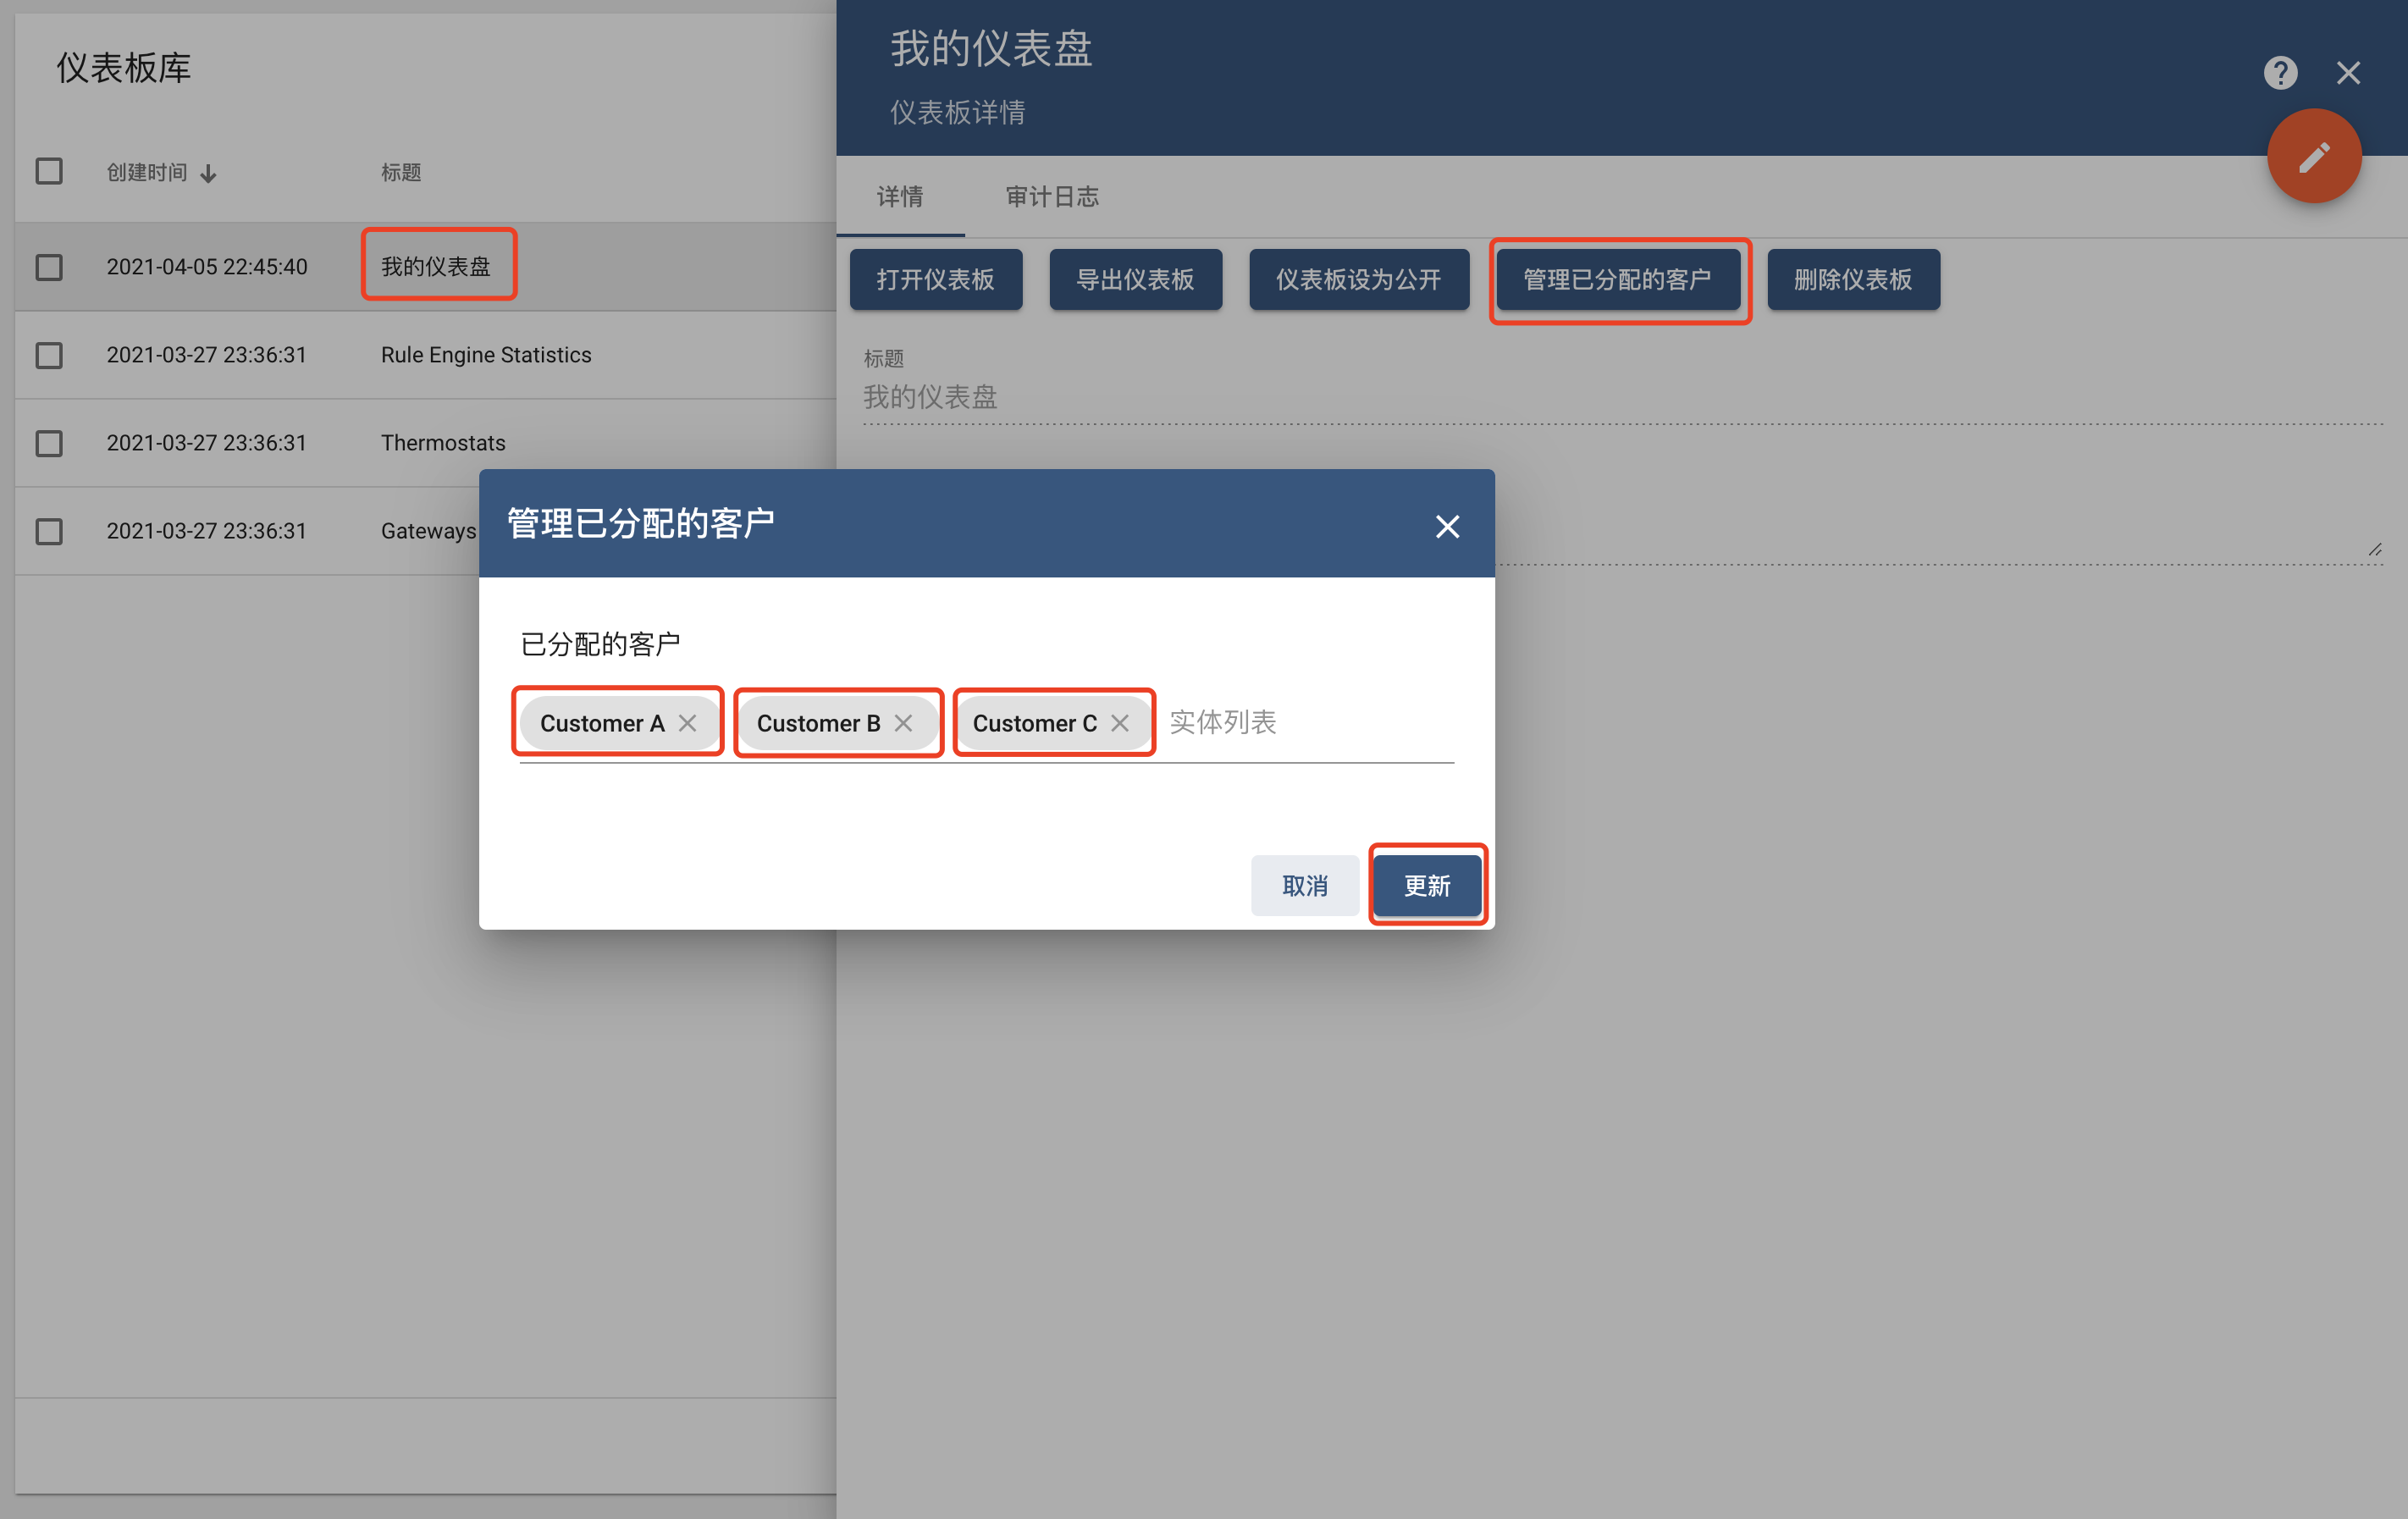 仪表板库
创建时间 标题
2021-04-05 22:45:40 我的仪表盘
2021-03-27 23:36:31 Rule Engine Statistics
2021-03-27 23:36:31 Thermostats
2021-03-27 23:36:31 Gateways
我的仪表盘
仪表板详情
详情 审计日志
打开仪表板 导出仪表板 仪表板设为公开 管理已分配的客户 删除仪表板
标题
我的仪表盘
管理已分配的客户
已分配的客户
Customer A Customer B Customer C 实体列表
取消 更新